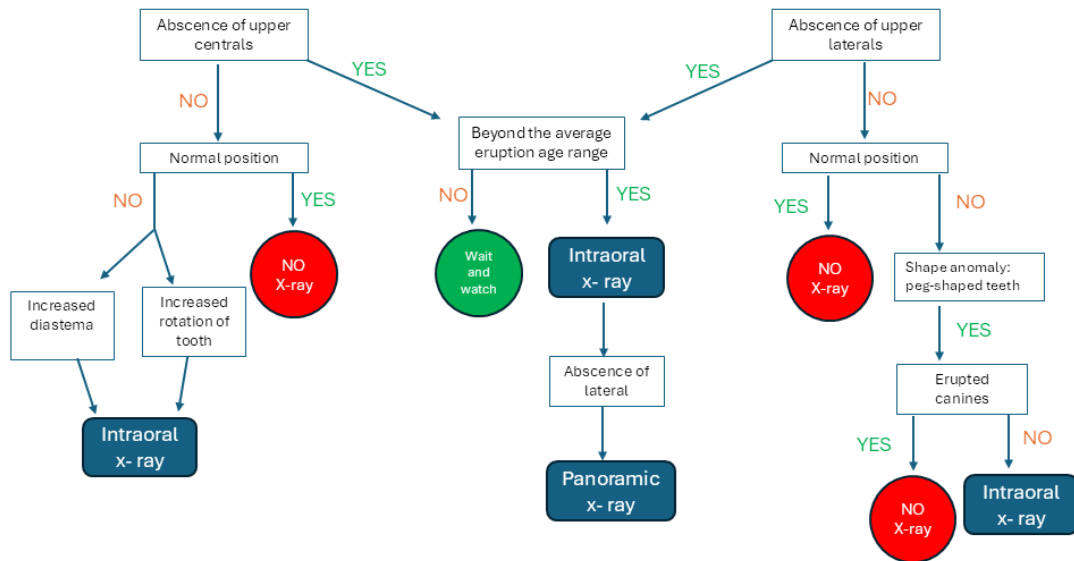 Abscence of upper
centrals
Abscence of upper
laterals
YES
YES
NO
NO
Beyond the average
eruption age range
Normal position
Normal position
NO
YES
NO
YES
YES
NO
NO
X-ray
Wait
and
watch
Intraoral
x- ray
NO
X-ray
Shape anomaly:
peg-shaped teeth
Increased
diastema
Increased
rotation of
tooth
YES
Abscence of
lateral
Erupted
canines
Intraoral
x- ray
YES
NO
Panoramic
x- ray
NO
X-ray
Intraoral
x- ray